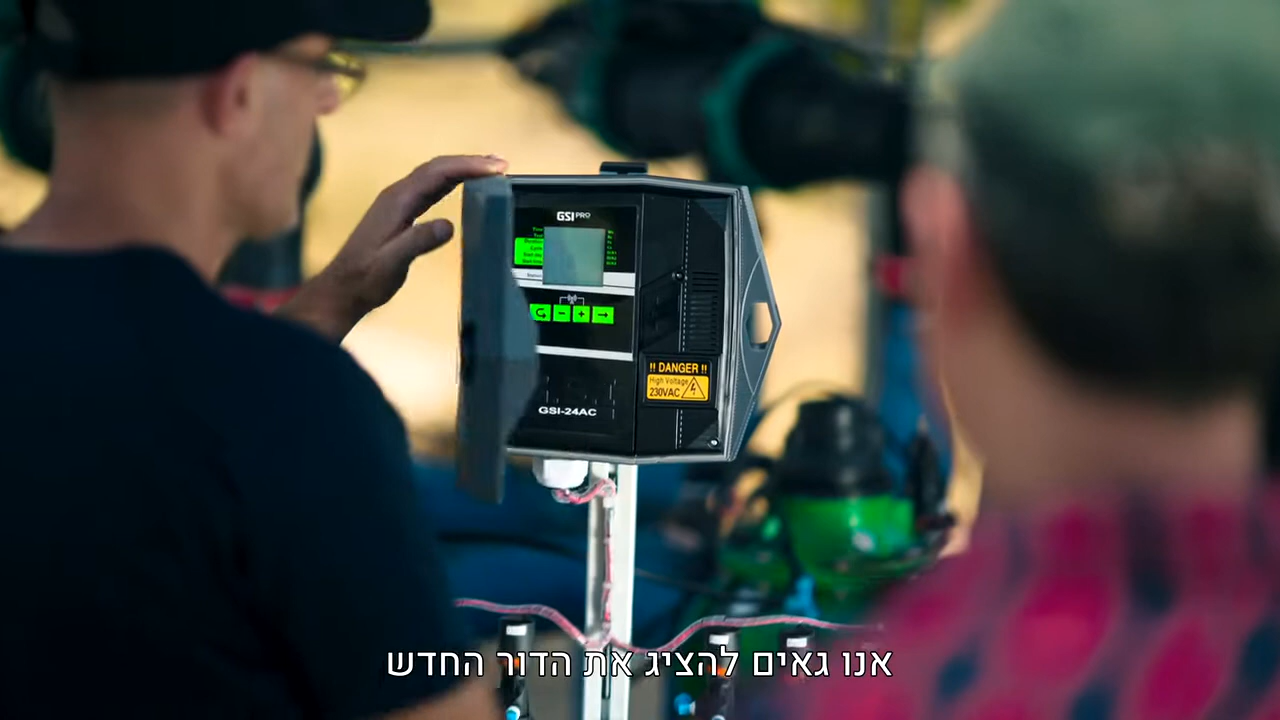 GSI PRO
!! DANGER !!
High Voltage
230VAC
GSI-24AC
אנו גאים להציג את הדור החדש